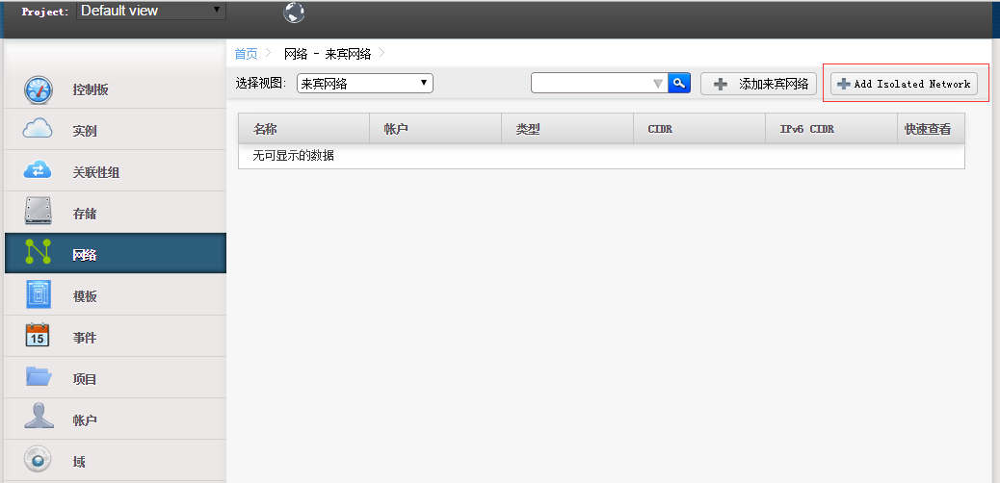 Project: Default view
首页 网络 - 来宾网络
选择视图: 来宾网络 添加来宾网络 Add Isolated Network
名称 帐户 类型 CIDR IPv6 CIDR 快速查看
无可显示的数据
控制板
实例
关联性组
存储
网络
模板
15 事件
项目
帐户
域